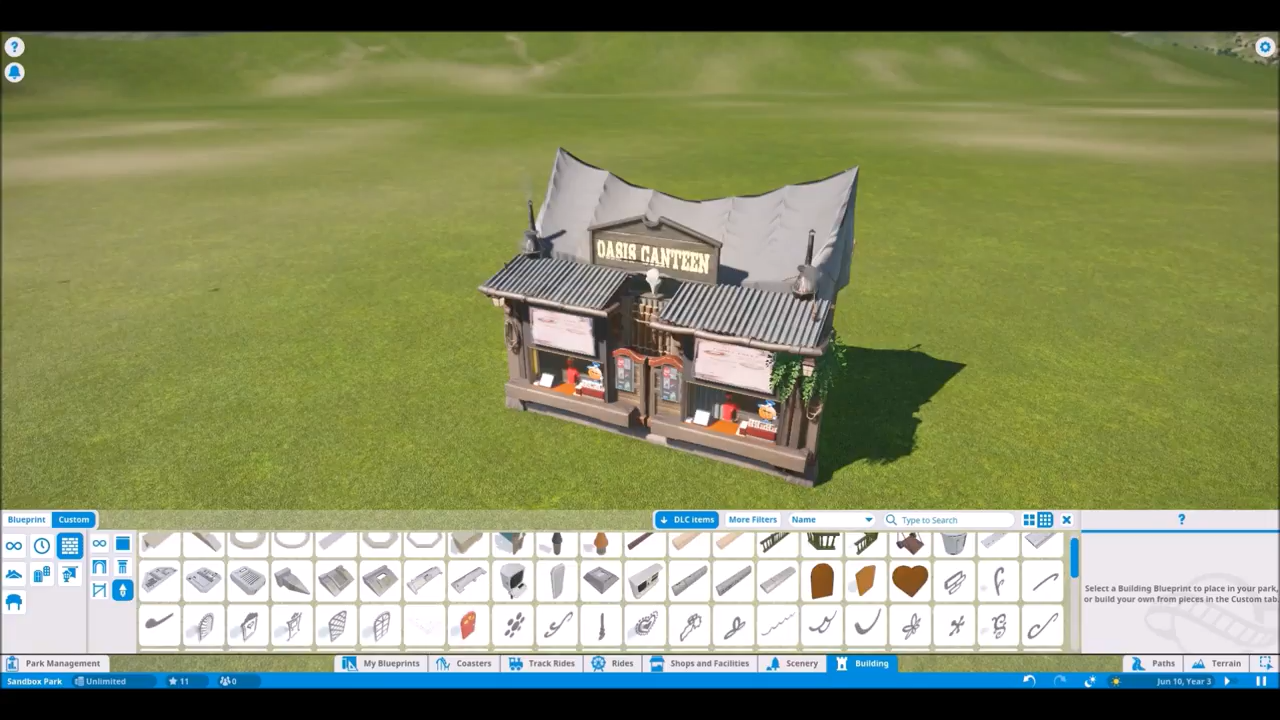 OASIS CANTEEN
Blueprint
Custom
DLC items
More Filters
Name
Type to Search
?
?
Select a Building Blueprint to place in your park,
or build your own from pieces in the Custom tab.
Park Management
My Blueprints
Coasters
Track Rides
Rides
Shops and Facilities
Scenery
Building
Paths
Terrain
Sandbox Park
Unlimited
11
0
Jun 10, Year 3